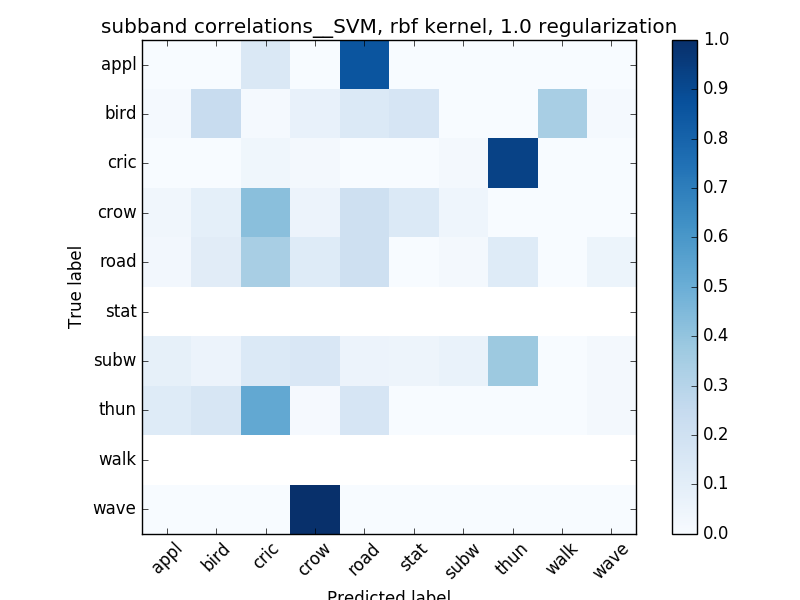 subband correlations__SVM, rbf kernel, 1.0 regularization
True label
appl
bird
cric
crow
road
stat
subw
thun
walk
wave
appl
bird
cric
crow
road
stat
subw
thun
walk
wave
Predicted label
1.0
0.9
0.8
0.7
0.6
0.5
0.4
0.3
0.2
0.1
0.0